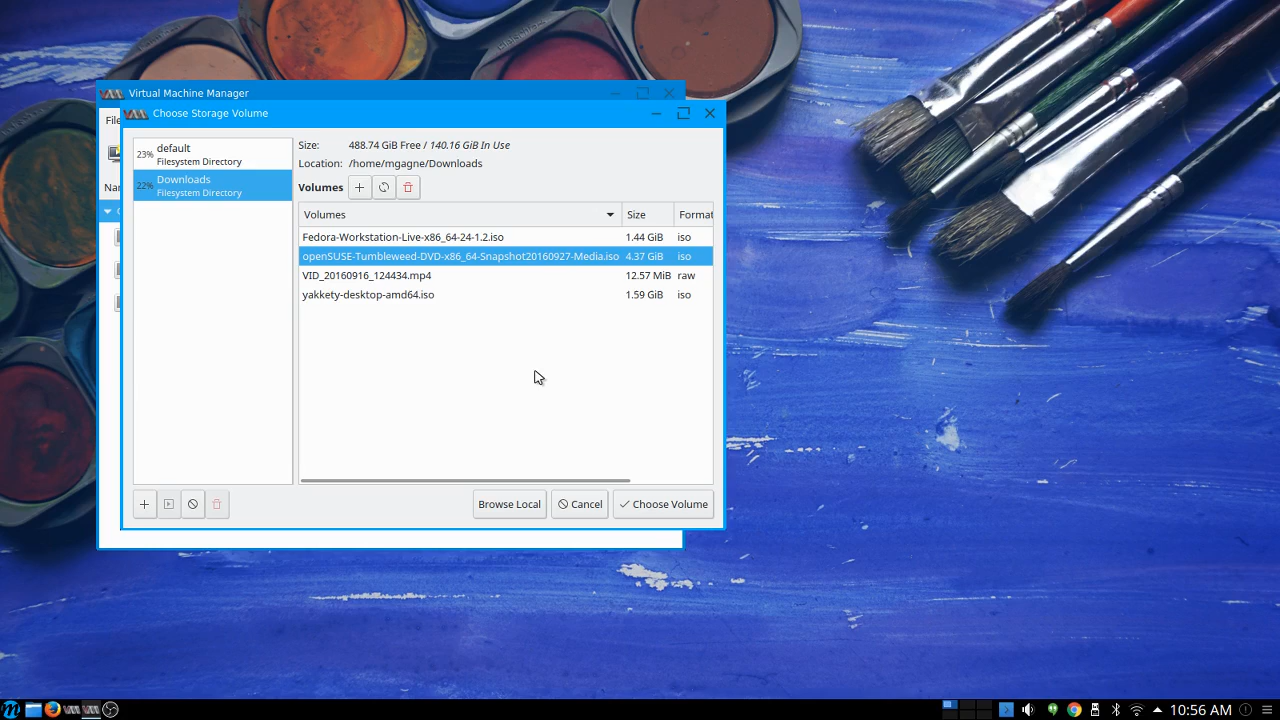 Virtual Machine Manager
Choose Storage Volume
File
23% default
Filesystem Directory
22% Downloads
Filesystem Directory
Size: 488.74 GiB Free / 140.16 GiB In Use
Location: /home/mgagne/Downloads
Volumes
Volumes Size Format
Fedora-Workstation-Live-x86_64-24-1.2.iso 1.44 GiB iso
openSUSE-Tumbleweed-DVD-x86_64-Snapshot20160927-Media.iso 4.37 GiB iso
VID_20160916_124434.mp4 12.57 MiB raw
yakkety-desktop-amd64.iso 1.59 GiB iso
Browse Local Cancel Choose Volume
10:56 AM